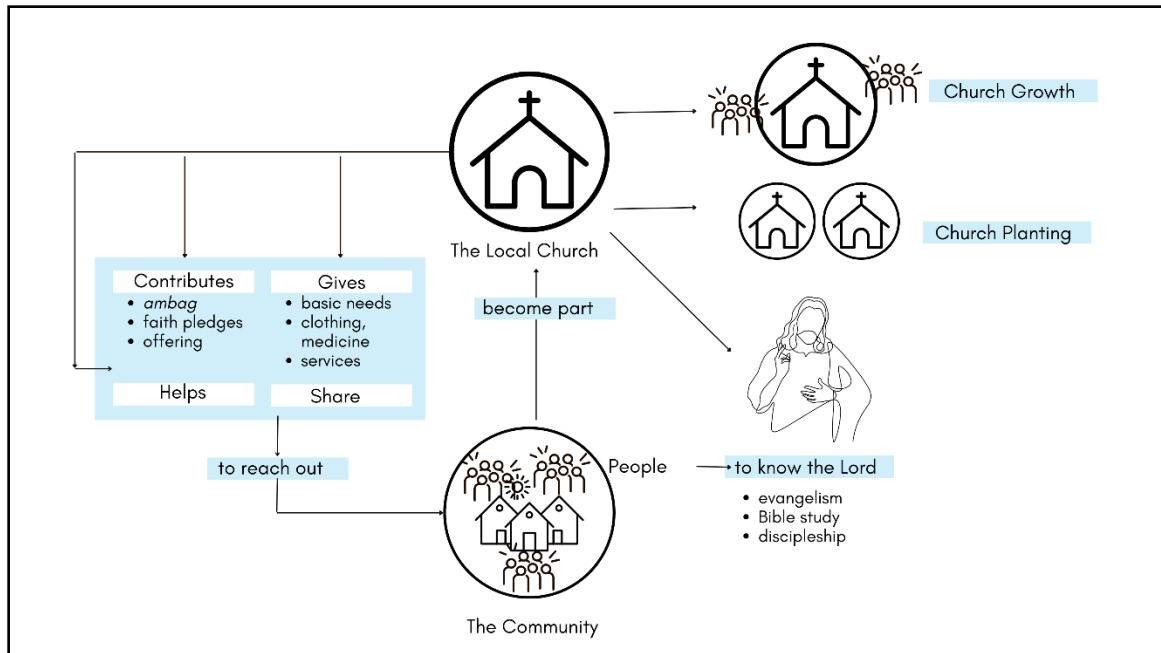 Church Growth
The Local Church
Church Planting
Contributes
• ambag
• faith pledges
• offering
Helps
Gives
• basic needs
• clothing,
medicine
• services
Share
become part
to reach out
People
to know the Lord
• evangelism
• Bible study
• discipleship
The Community